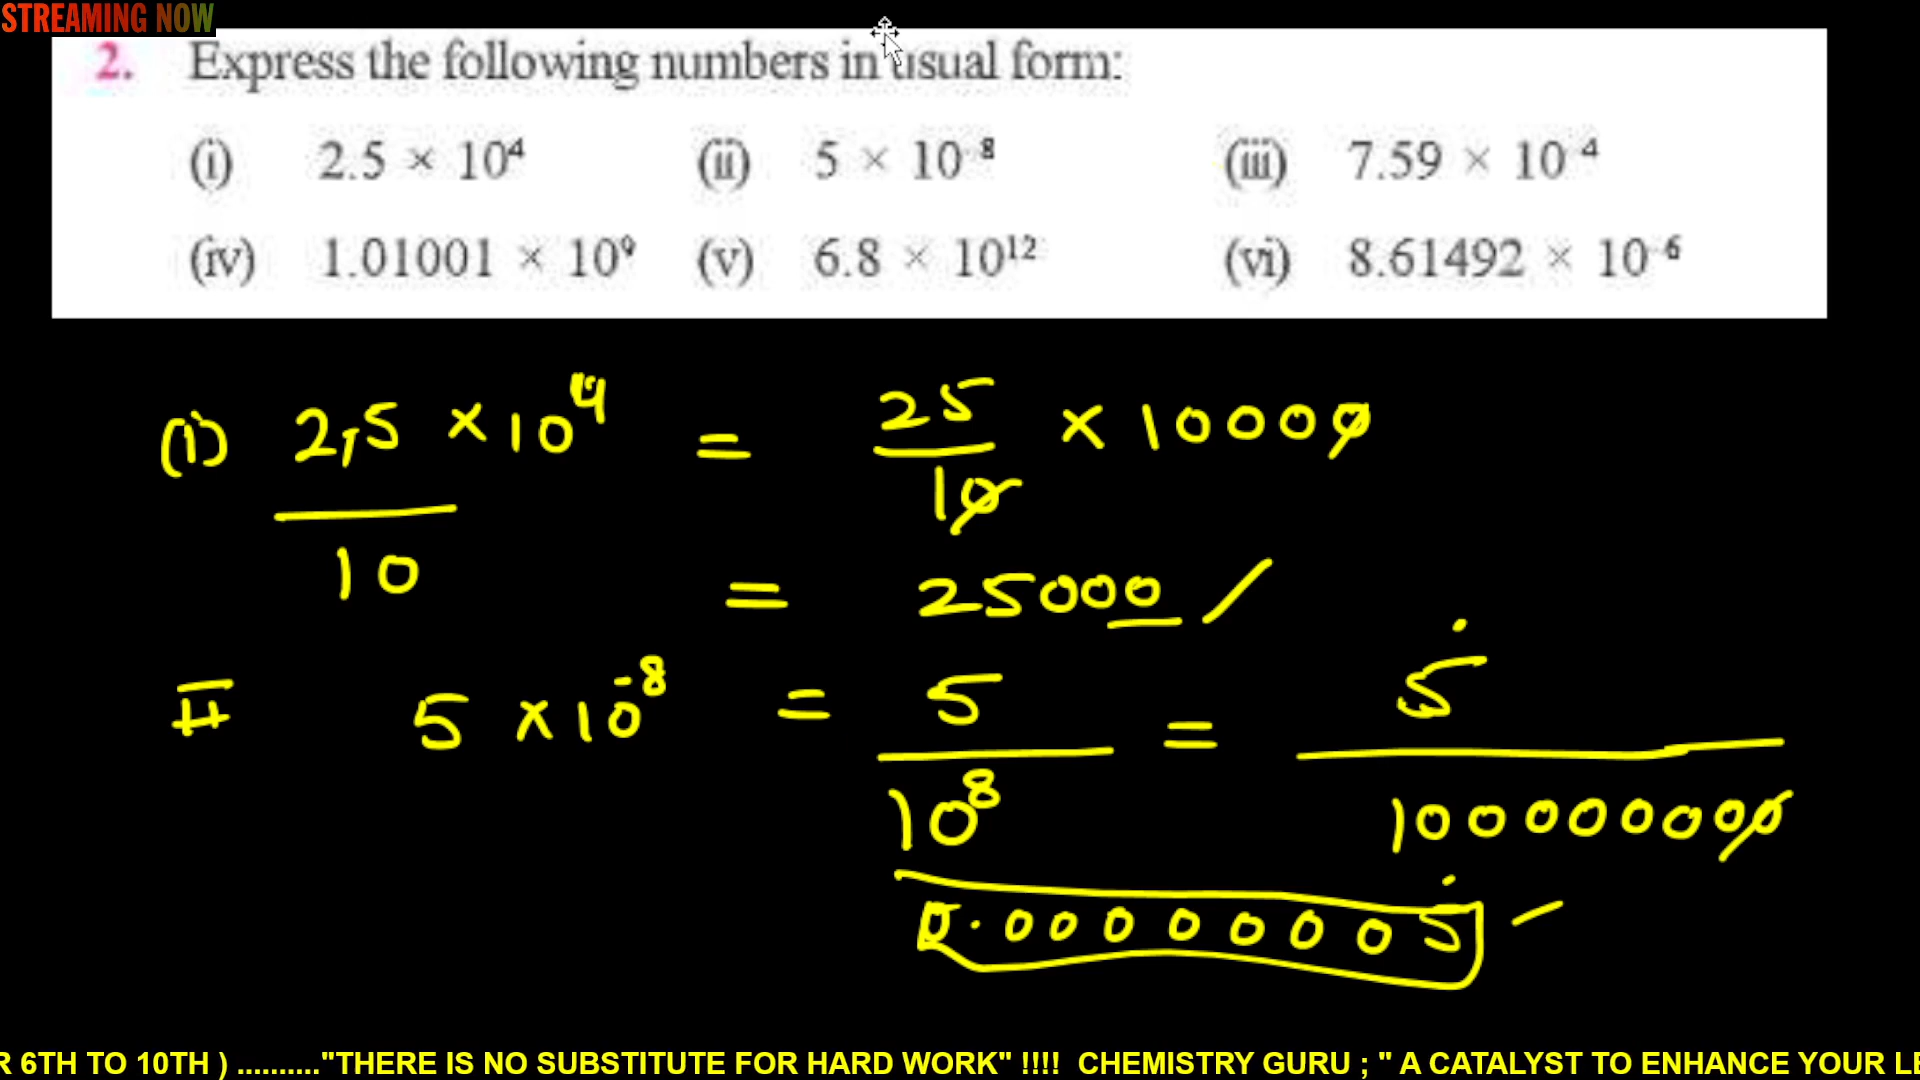 STREAMING NOW
2. Express the following numbers in usual form:
(i) 2.5 × 10⁴ (ii) 5 × 10⁻⁸ (iii) 7.59 × 10⁻⁴
(iv) 1.01001 × 10⁹ (v) 6.8 × 10¹² (vi) 8.61492 × 10⁻⁶
(i) 2,5 × 10⁴ = 25 × 10000
10 10
= 25000
II 5 × 10⁻⁸ = 5 = 5
10⁸ 100000000
0.00000005
R 6TH TO 10TH ) .........."THERE IS NO SUBSTITUTE FOR HARD WORK" !!!! CHEMISTRY GURU ; " A CATALYST TO ENHANCE YOUR LE